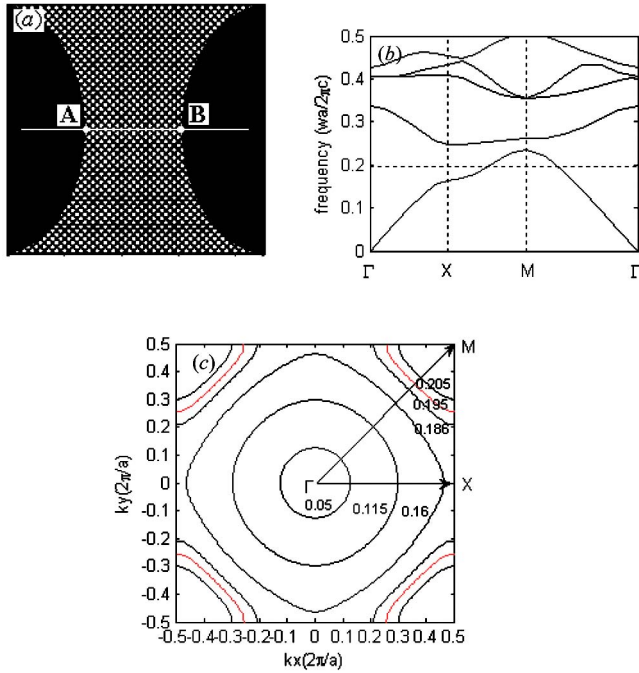 (a)
A B
(b)
frequency (wa/2πc)
0.5
0.4
0.3
0.2
0.1
0
Γ X M Γ
(c)
ky(2π/a)
0.5
0.4
0.3
0.2
0.1
0
-0.1
-0.2
-0.3
-0.4
-0.5
M
0.205
0.195
0.186
Γ
X
0.05 0.115 0.16
-0.5 -0.4 -0.3 -0.2 -0.1 0 0.1 0.2 0.3 0.4 0.5
kx(2π/a)